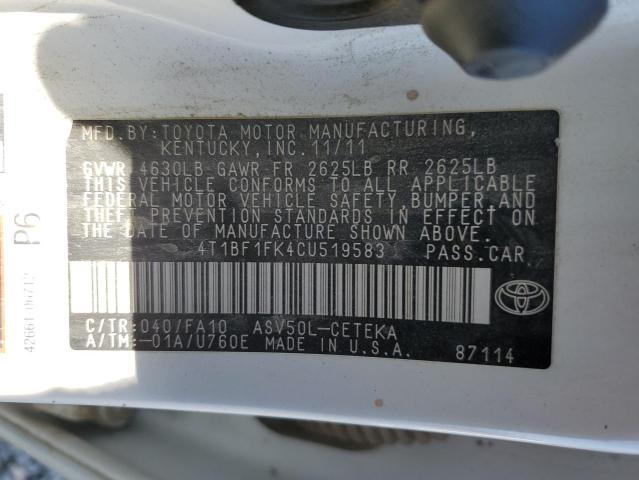 MFD.BY: TOYOTA MOTOR MANUFACTURING,
KENTUCKY, INC. 11/11
GVWR 4630LB GAWR FR 2625LB RR 2625LB
THIS VEHICLE CONFORMS TO ALL APPLICABLE
FEDERAL MOTOR VEHICLE SAFETY, BUMPER, AND
THEFT PREVENTION STANDARDS IN EFFECT ON
THE DATE OF MANUFACTURE SHOWN ABOVE.
4T1BF1FK4CU519583 PASS.CAR
C/TR:040/FA10 ASV50L-CETEKA
A/TM:-01A/U760E MADE IN U.S.A. 87114
P6